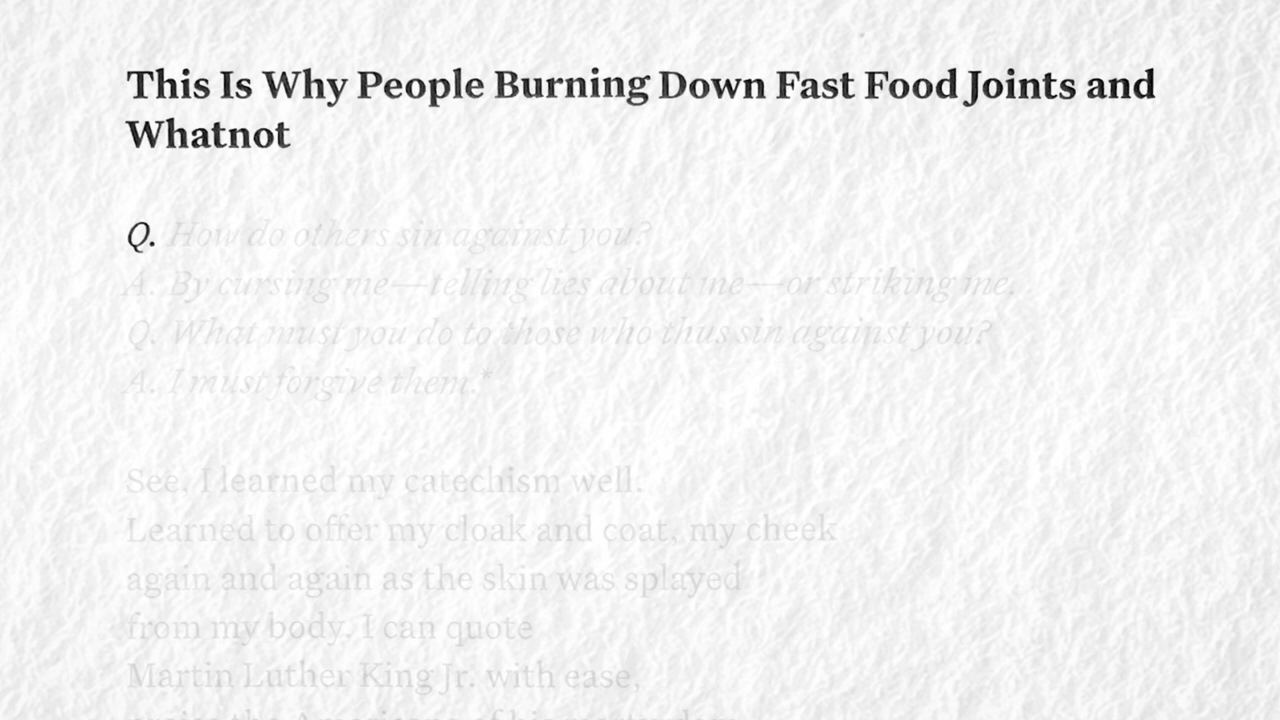 This Is Why People Burning Down Fast Food Joints and
Whatnot
Q. How do others sin against you?
A. By cursing me—telling lies about me—or striking me.
Q. What must you do to those who thus sin against you?
A. I must forgive them.*
See, I learned my catechism well.
Learned to offer my cloak and coat, my cheek
again and again as the skin was splayed
from my body. I can quote
Martin Luther King Jr. with ease,